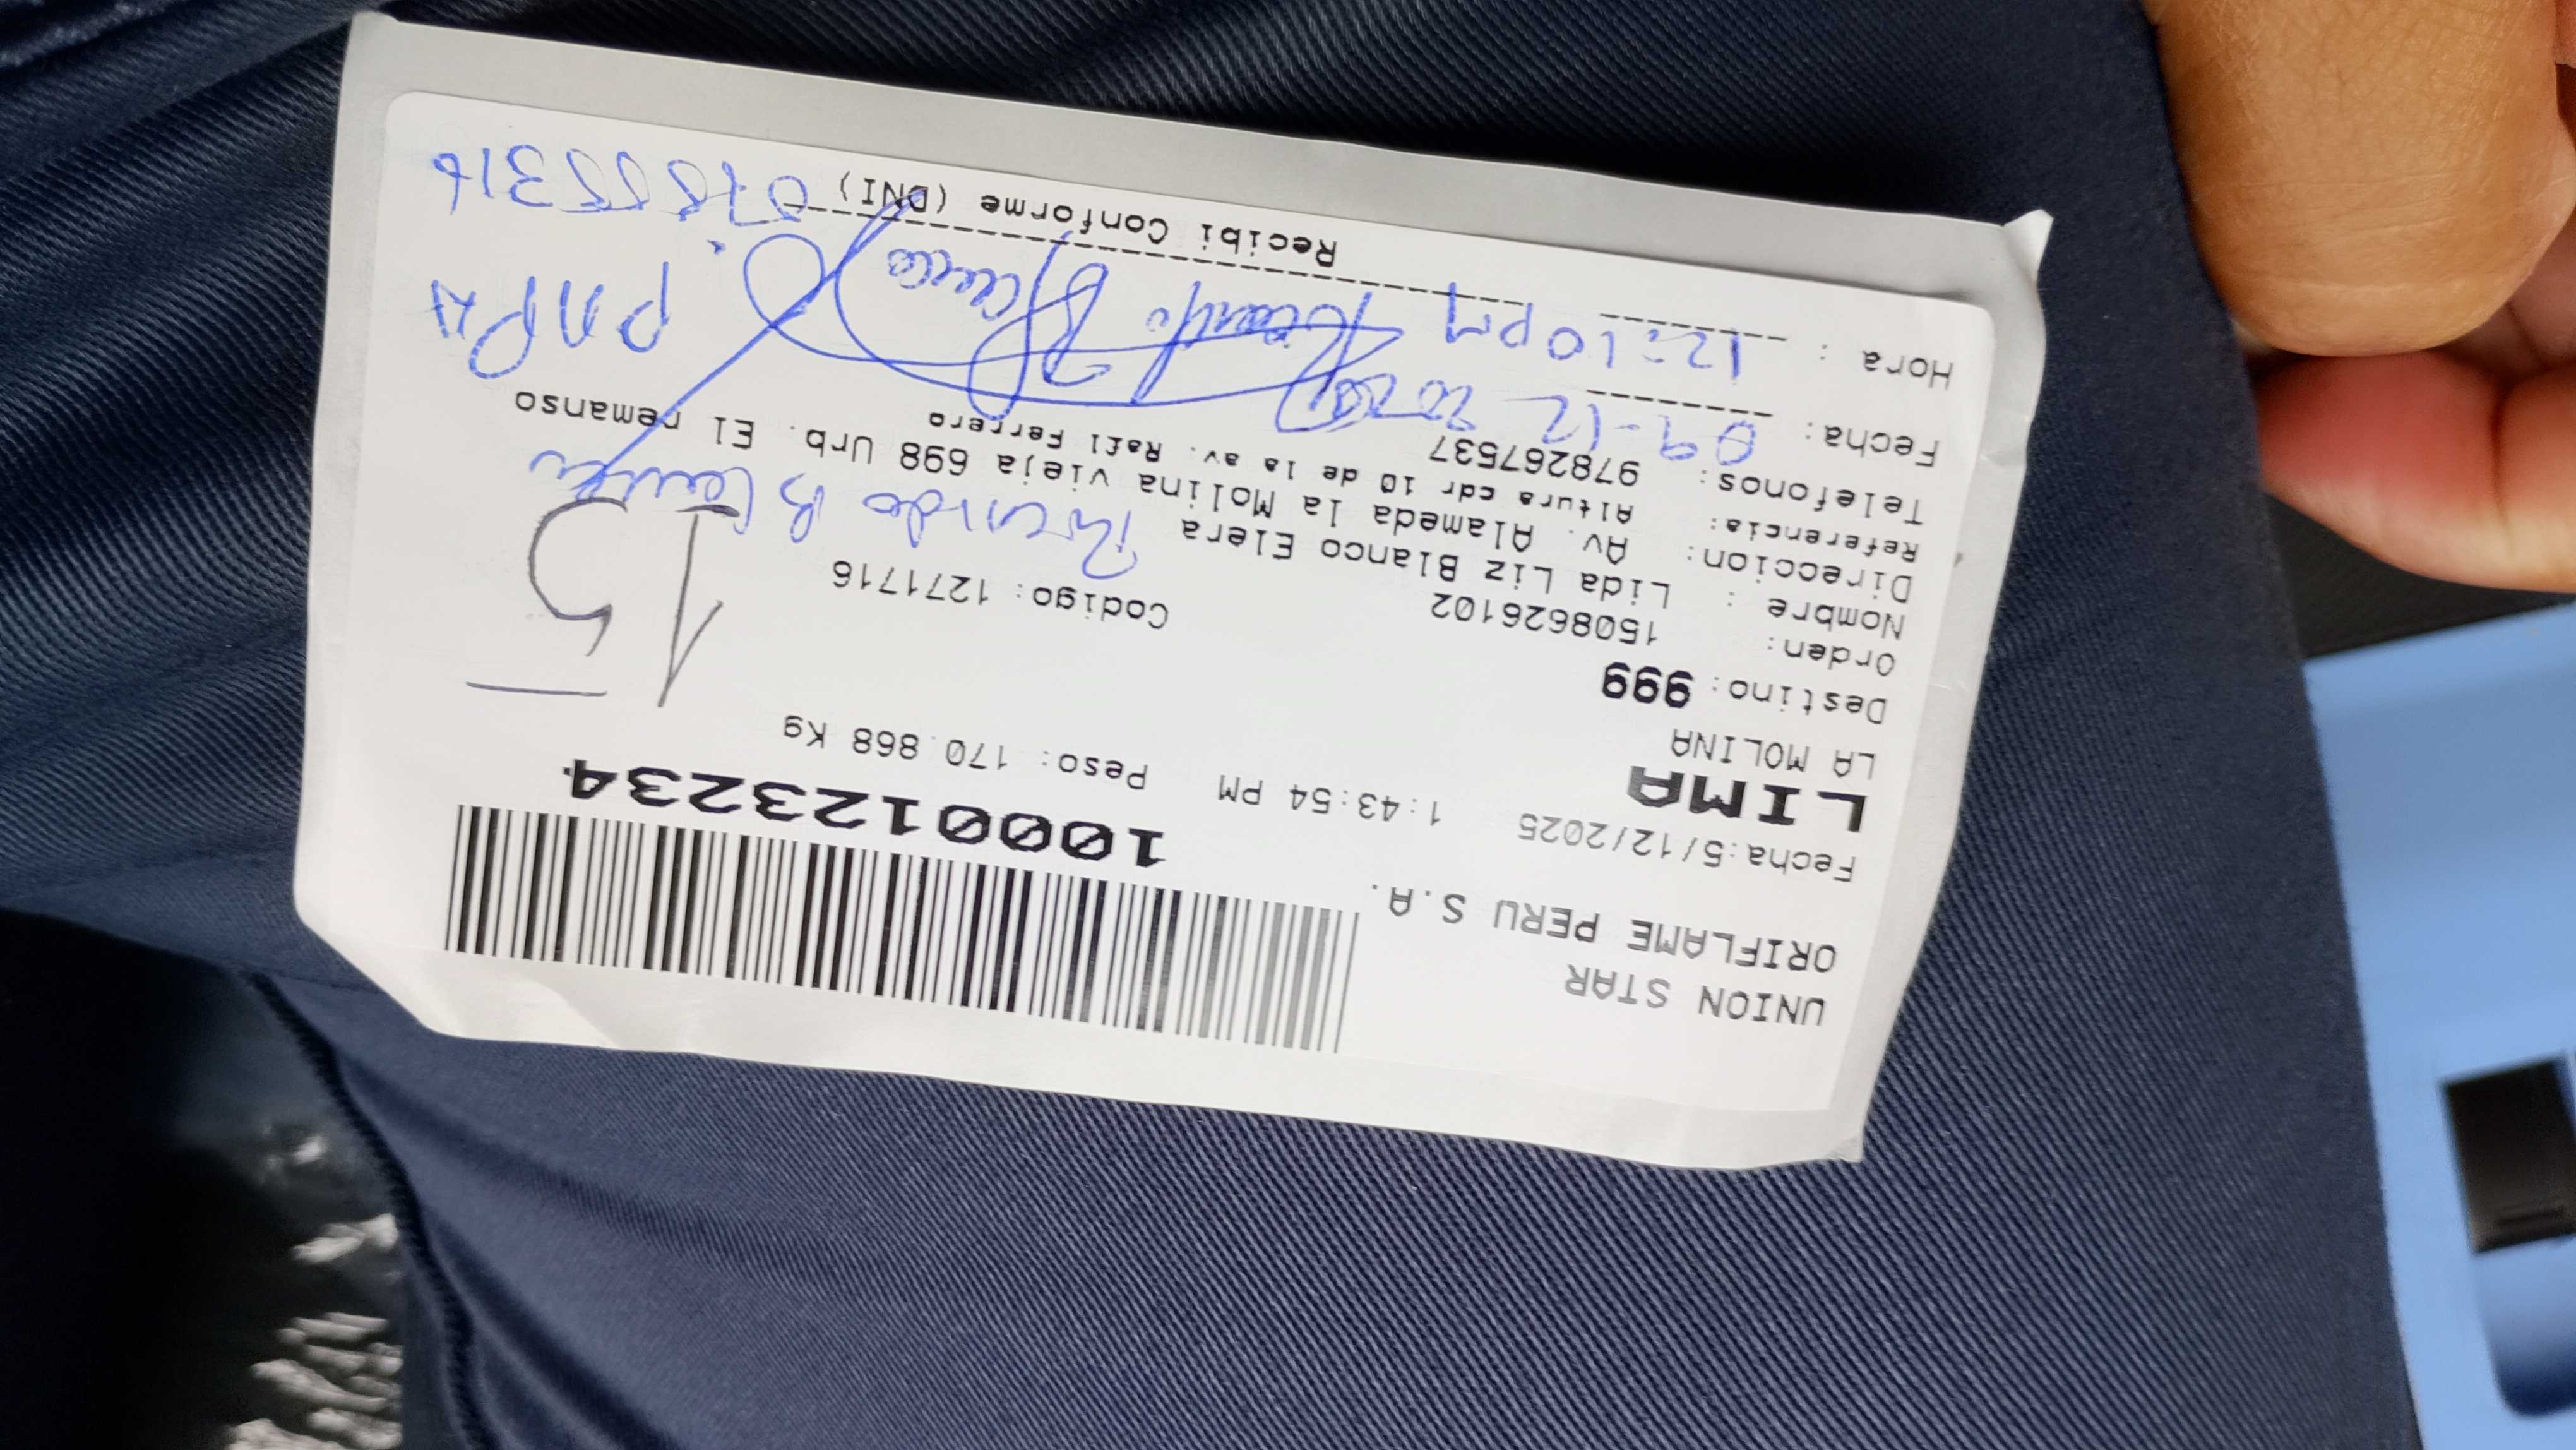 UNION STAR
ORIFLAME PERU S.A.
Fecha:5/12/2025 1:43:54 PM Peso: 170.868 Kg
100012323​4
LIMA
LA MOLINA
Destino: 999
15
Orden: 1508626102 Codigo: 1271716
Nombre : Lida Liz Blanco Elera
Direccion: Av. Alameda la Molina vieja 698 Urb. El remanso
Referencia: Altura cdr 10 de la av. Raíl Ferrero
Telefonos: 978267537
Fecha: 09-12
Hora : 12:10 pm
Recibi Conforme (DNI)